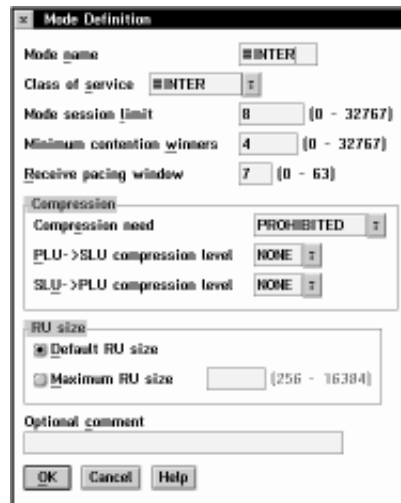 Mode Definition
Mode name #INTER
Class of service #INTER
Mode session limit 8 (0 - 32767)
Minimum contention winners 4 (0 - 32767)
Receive pacing window 7 (0 - 63)
Compression
Compression need PROHIBITED
PLU->SLU compression level NONE
SLU->PLU compression level NONE
RU size
Default RU size
Maximum RU size (256 - 16384)
Optional comment
OK Cancel Help